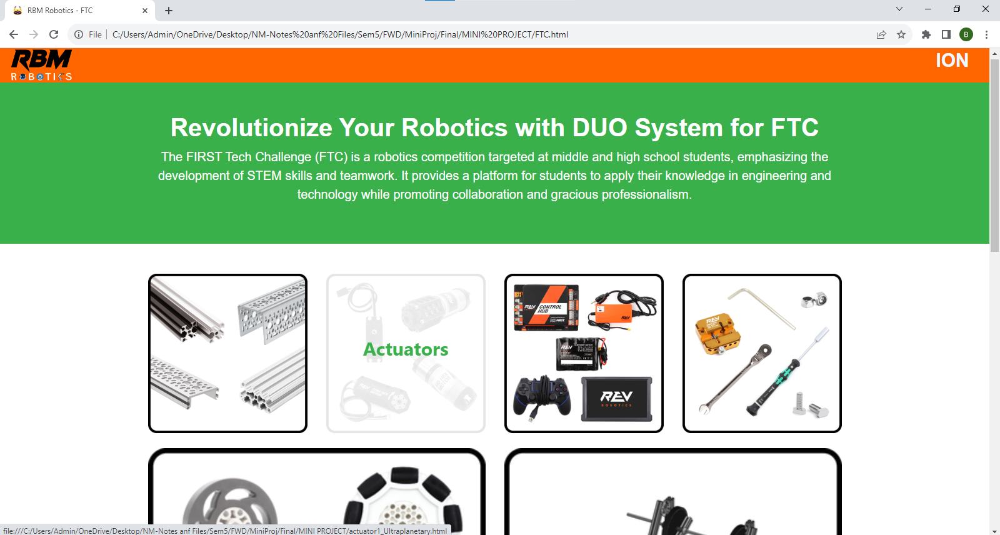 RBM Robotics - FTC
File
C:/Users/Admin/OneDrive/Desktop/NM-Notes%20anf%20Files/Sem5/FWD/MiniProj/Final/MINI%20PROJECT/FTC.html
B
RBM
ROBOTICS
ION
Revolutionize Your Robotics with DUO System for FTC
The FIRST Tech Challenge (FTC) is a robotics competition targeted at middle and high school students, emphasizing the
development of STEM skills and teamwork. It provides a platform for students to apply their knowledge in engineering and
technology while promoting collaboration and gracious professionalism.
Actuators
REV
CONTROL
HUB
REV
REV
REV
ROBOTICS
REV
file:///C:/Users/Admin/OneDrive/Desktop/NM-Notes anf Files/Sem5/FWD/MiniProj/Final/MINI PROJECT/actuator1_Ultraplanetary.html